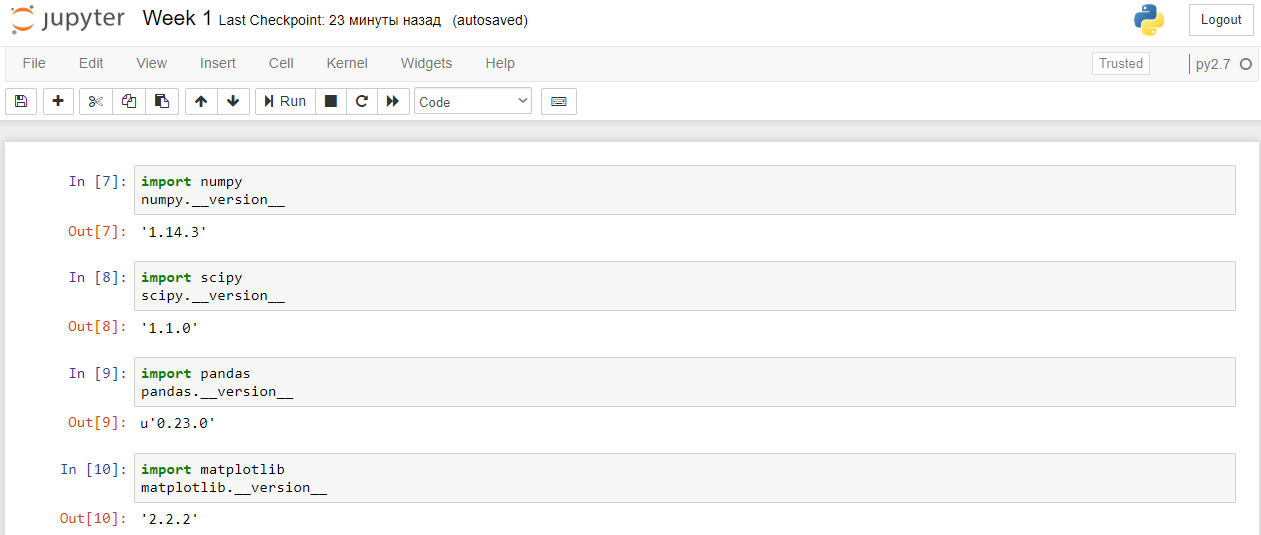 jupyter Week 1 Last Checkpoint: 23 минуты назад (autosaved) Logout
File Edit View Insert Cell Kernel Widgets Help Trusted py2.7
Run Code
In [7]: import numpy
numpy.__version__
Out[7]: '1.14.3'
In [8]: import scipy
scipy.__version__
Out[8]: '1.1.0'
In [9]: import pandas
pandas.__version__
Out[9]: u'0.23.0'
In [10]: import matplotlib
matplotlib.__version__
Out[10]: '2.2.2'